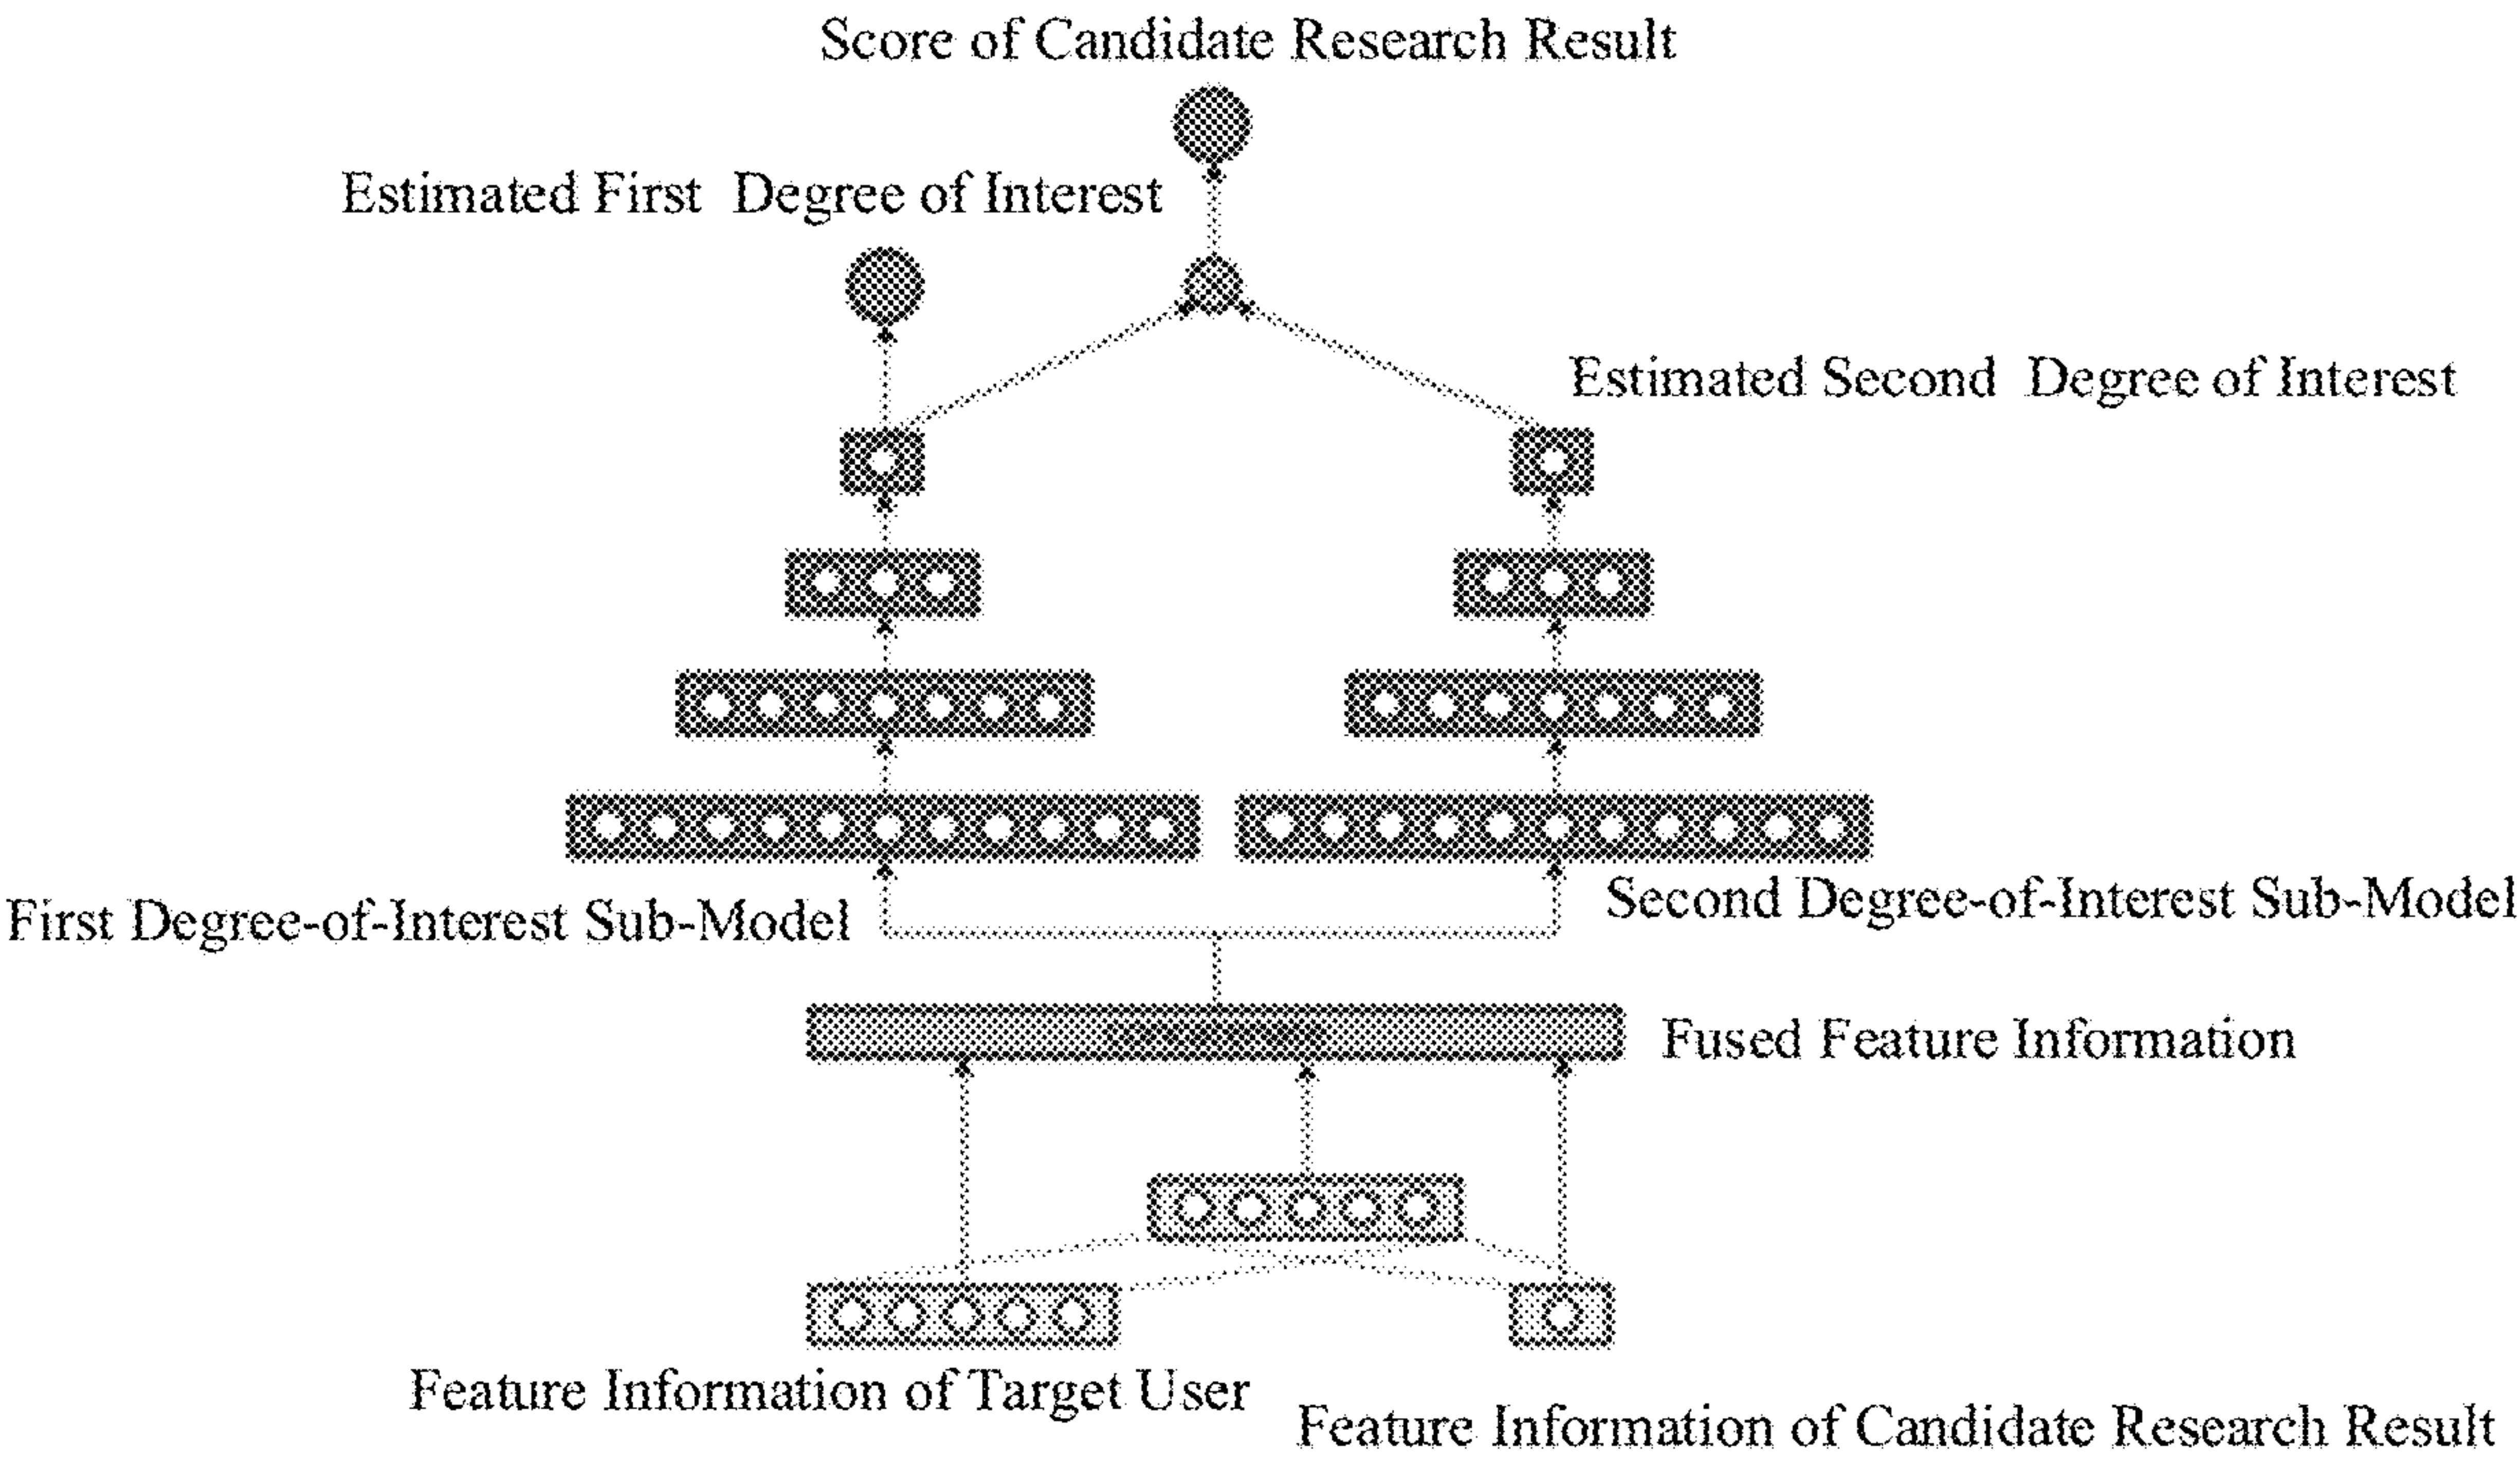 Score of Candidate Research Result
Estimated First Degree of Interest
Estimated Second Degree of Interest
First Degree-of-Interest Sub-Model
Second Degree-of-Interest Sub-Model
Fused Feature Information
Feature Information of Target User
Feature Information of Candidate Research Result